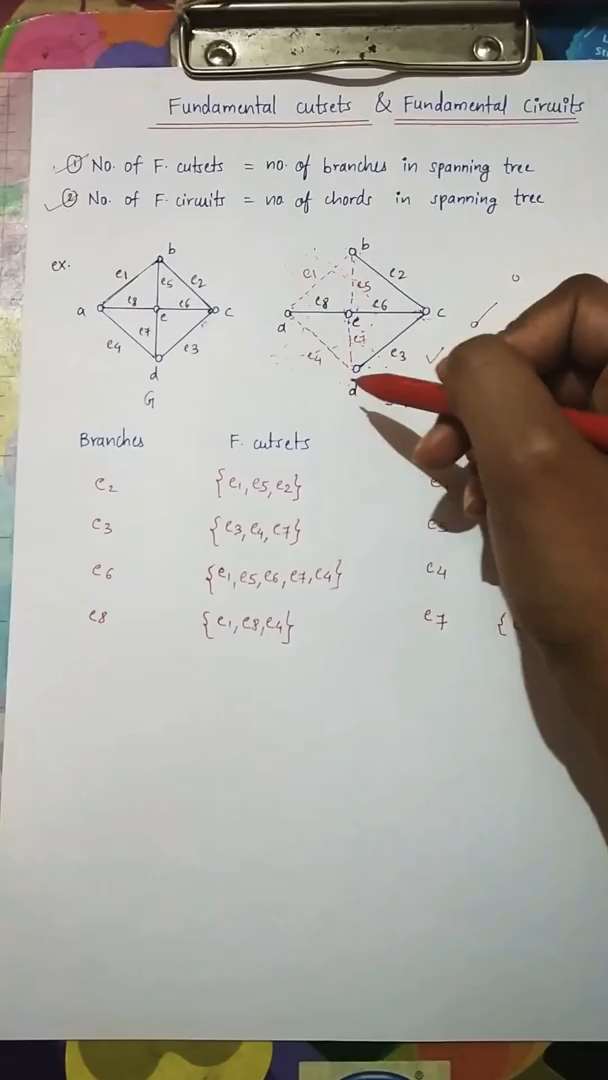 Fundamental cutsets & Fundamental Circuits
① No. of F. cutsets = no. of branches in spanning tree
② No. of F. circuits = no of chords in spanning tree
ex.
b b
e1 e5 e2 e1 e5 e2
a e8 e e6 c a e8 e e6 c
e4 e7 e3 e4 e7 e3
d d
G
Branches F. cutsets
e2 {e1, e5, e2}
e3 {e3, e4, e7}
e6 {e1, e5, e6, e7, e4} e4
e8 {e1, e8, e4} e7 {